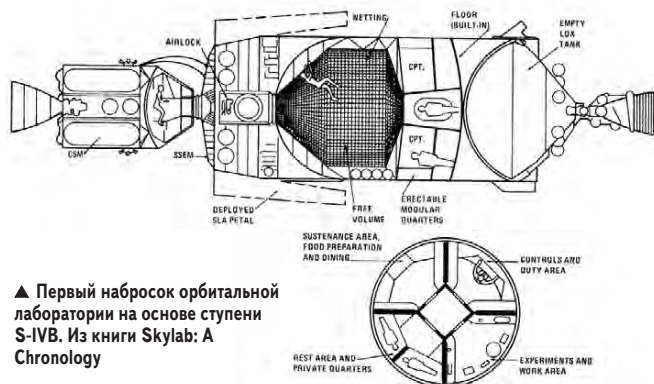 NETTING
FLOOR
(BUILT-IN)
EMPTY
LOX
TANK
AIRLOCK
CPT.
CPT.
CSM
SSEM
DEPLOYED
SLA PETAL
FREE
VOLUME
ERECTABLE
MODULAR
QUARTERS
SUSTENANCE AREA,
FOOD PREPARATION
AND DINING
CONTROLS AND
DUTY AREA
REST AREA AND
PRIVATE QUARTERS
EXPERIMENTS AND
WORK AREA
▲ Первый набросок орбитальной
лаборатории на основе ступени
S-IVB. Из книги Skylab: A
Chronology